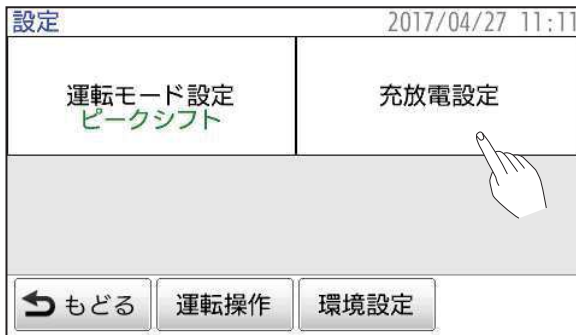 設定 2017/04/27 11:11
運転モード設定 充放電設定
ピークシフト
もどる 運転操作 環境設定